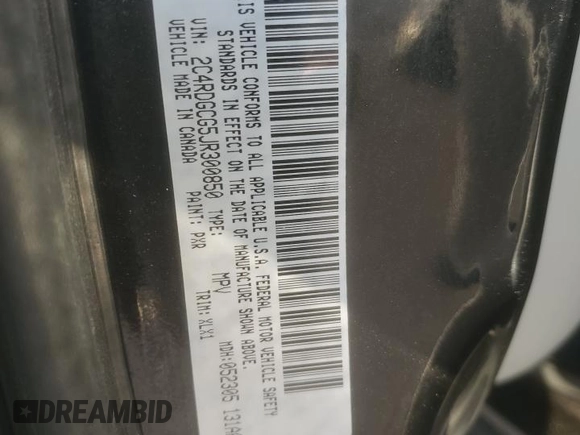 IS VEHICLE CONFORMS TO ALL APPLICABLE U.S.A. FEDERAL MOTOR VEHICLE SAFETY
STANDARDS IN EFFECT ON THE DATE OF MANUFACTURE SHOWN ABOVE.
VIN: 2C4RDGCG5JR300850 TYPE: MPV MDH:052305 131A
VEHICLE MADE IN CANADA PAINT: PXR TRIM: XLX1
DREAMBID